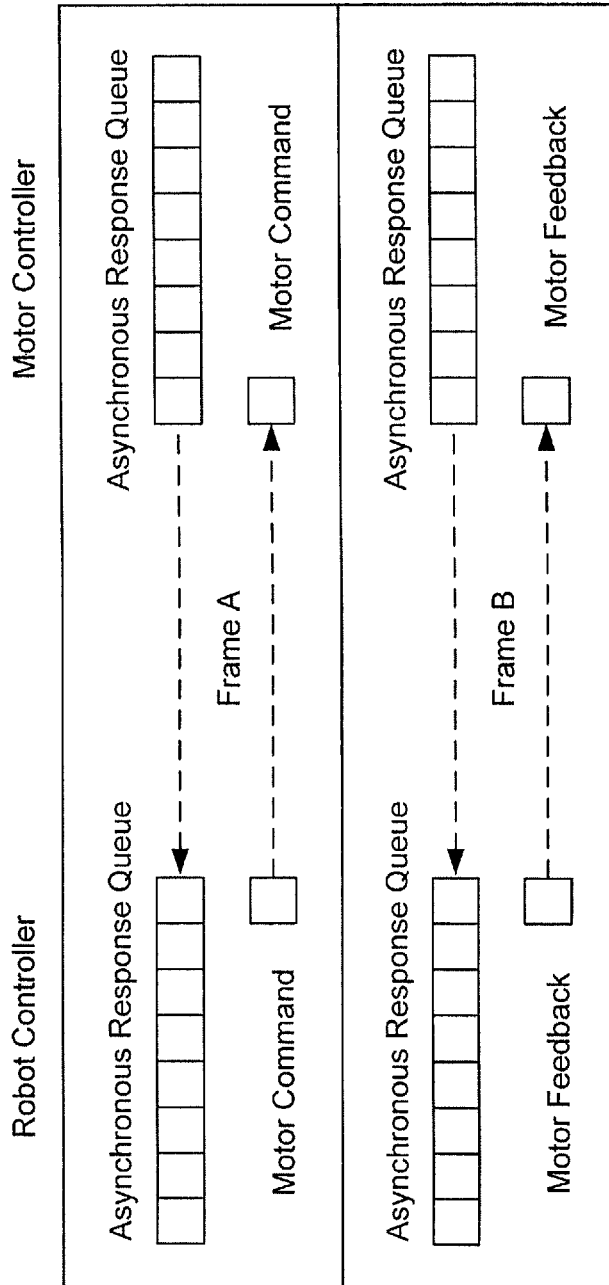 Robot Controller
Motor Controller
Asynchronous Response Queue
Asynchronous Response Queue
Frame A
Motor Command
Motor Command
Asynchronous Response Queue
Asynchronous Response Queue
Frame B
Motor Feedback
Motor Feedback